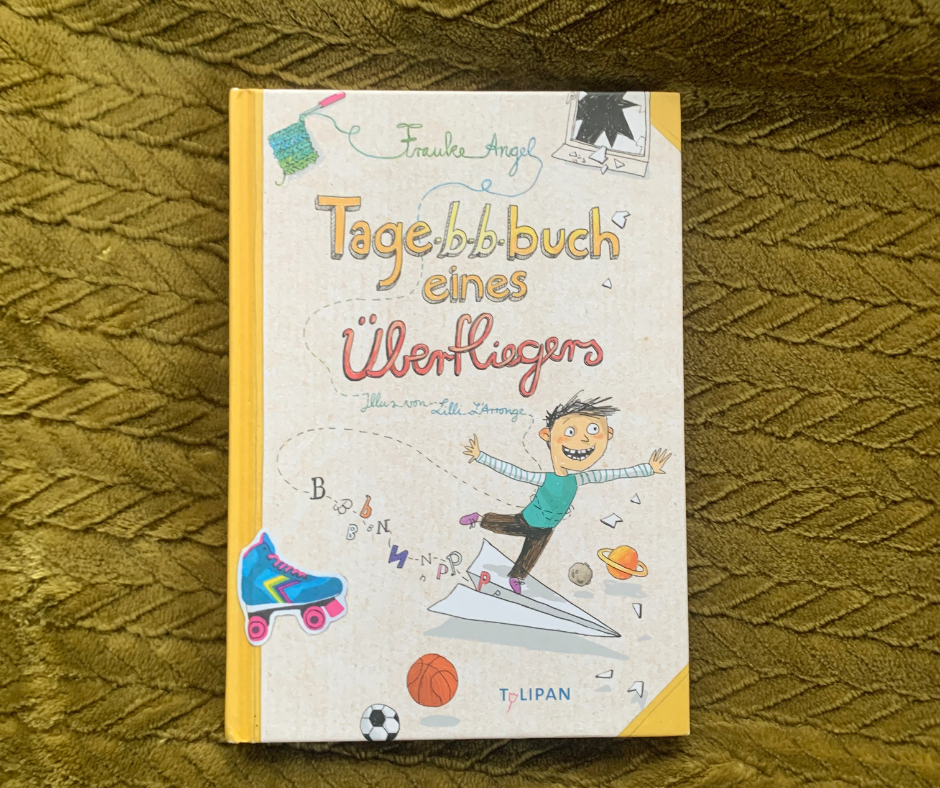 Frauke Angel
Tage·b·b·buch
eines
Überfliegers
Illus von Lilli L'Arronge
B B B b
B B N
N N n P P
P P P
TULIPAN